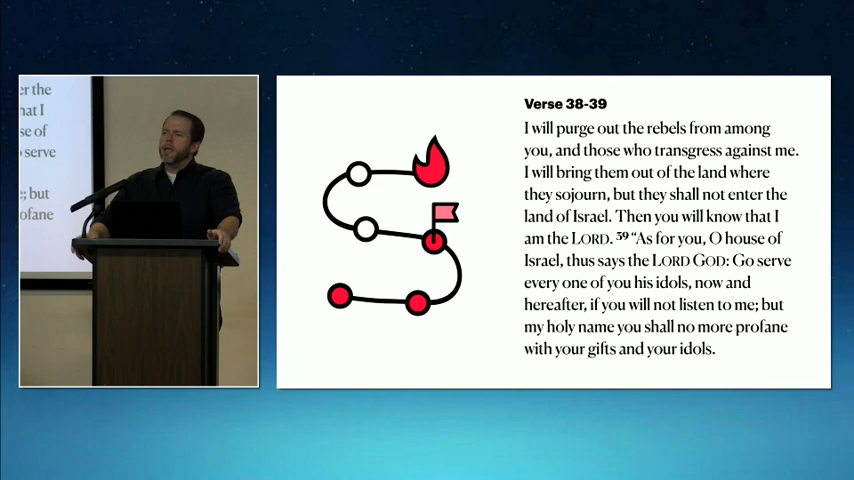 er the
hat I
se of
serve
; but
ofane
Verse 38-39
I will purge out the rebels from among
you, and those who transgress against me.
I will bring them out of the land where
they sojourn, but they shall not enter the
land of Israel. Then you will know that I
am the LORD. 39 “As for you, O house of
Israel, thus says the LORD GOD: Go serve
every one of you his idols, now and
hereafter, if you will not listen to me; but
my holy name you shall no more profane
with your gifts and your idols.